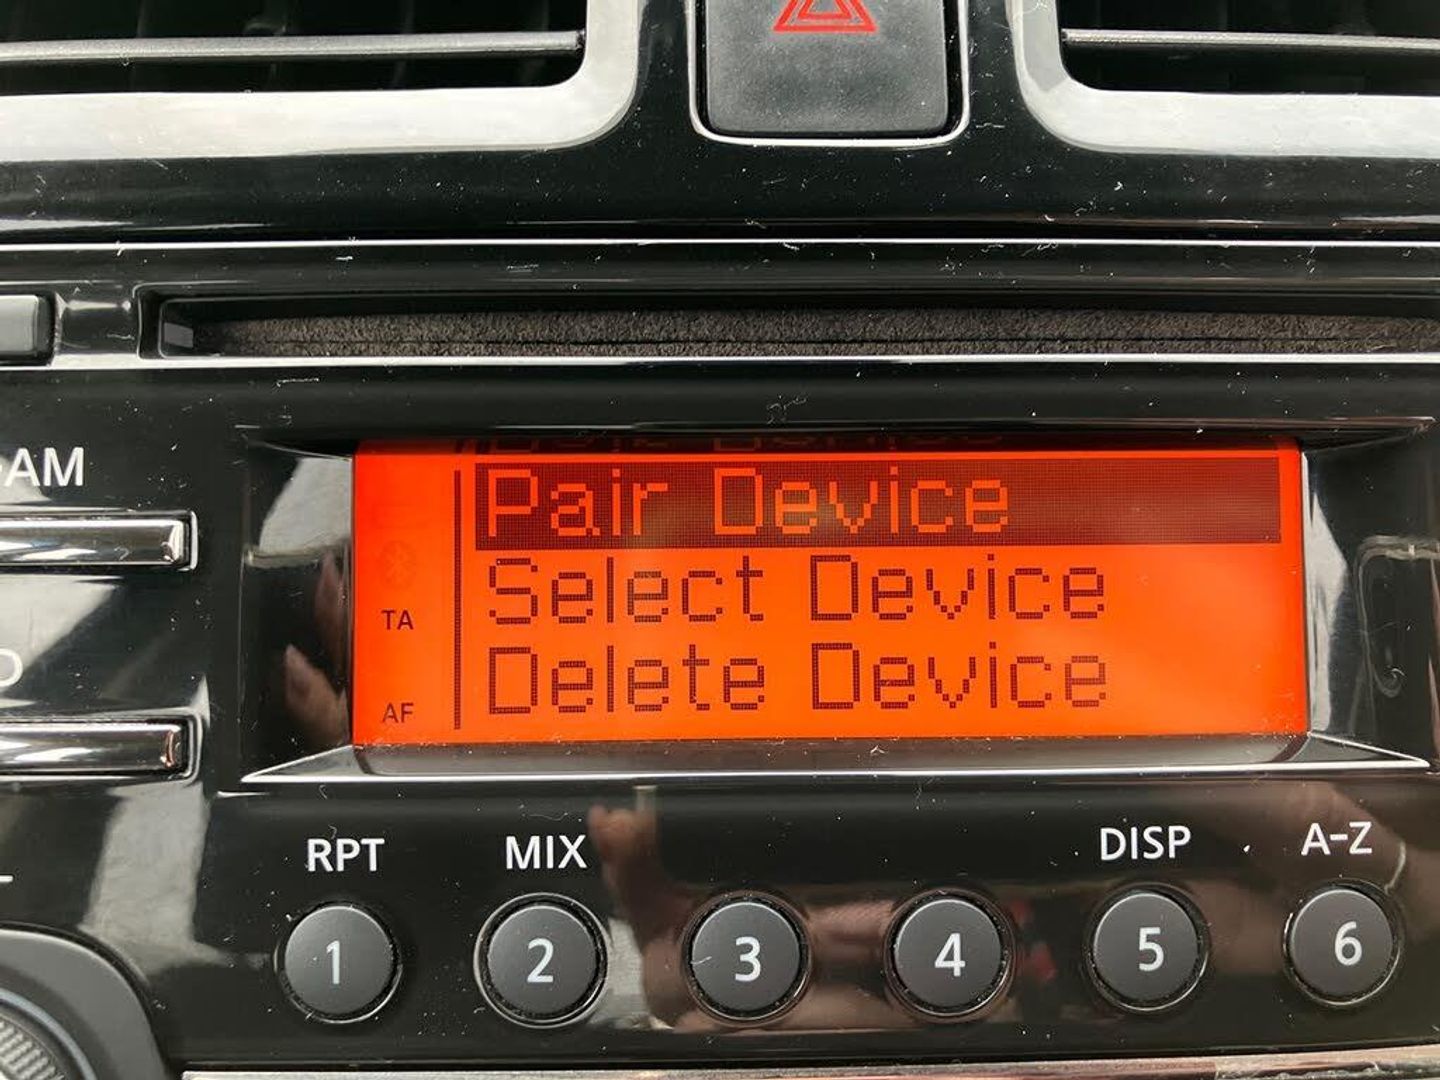 Pair Device
Select Device
Delete Device
TA
AF
AM
RPT
MIX
DISP
A-Z
1
2
3
4
5
6